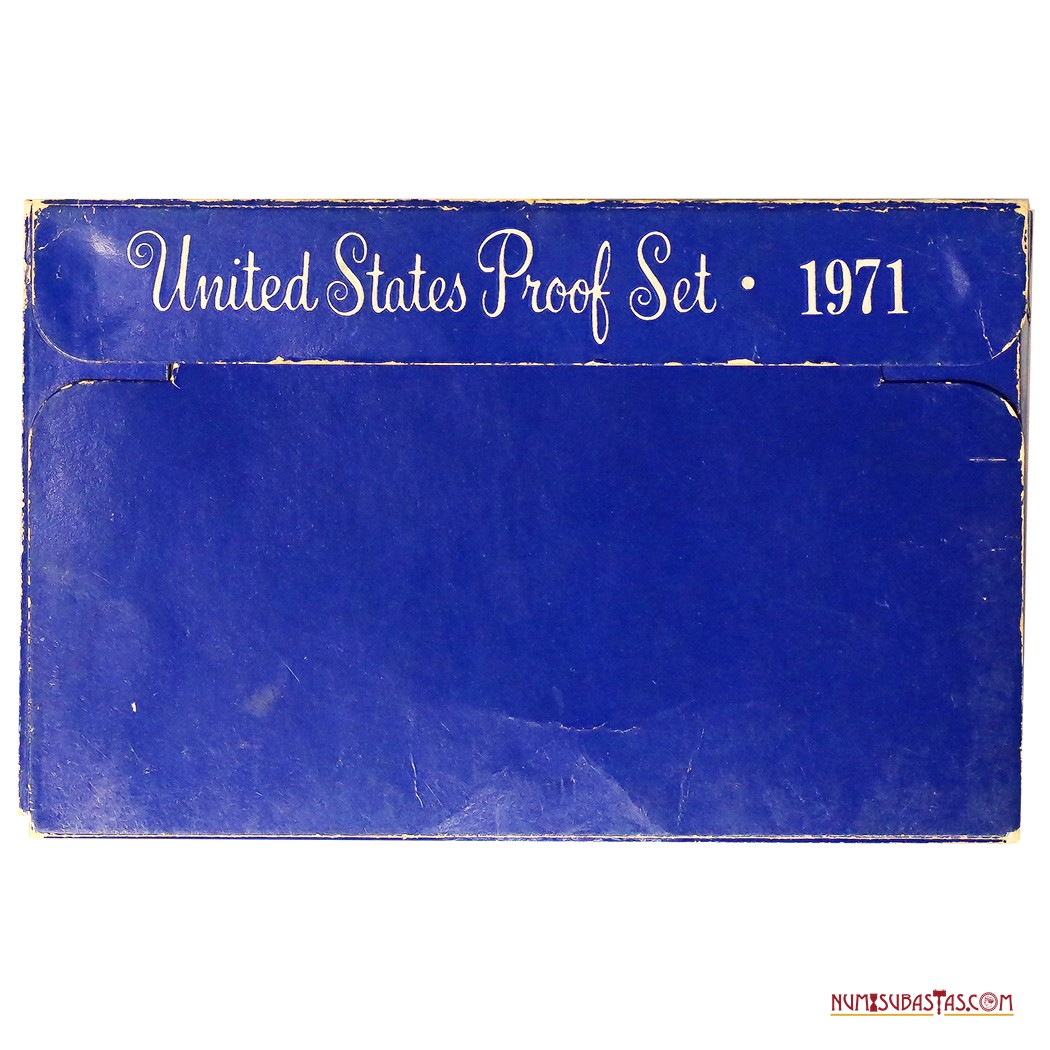 United States Proof Set · 1971
NUMISUBASTAS.COM